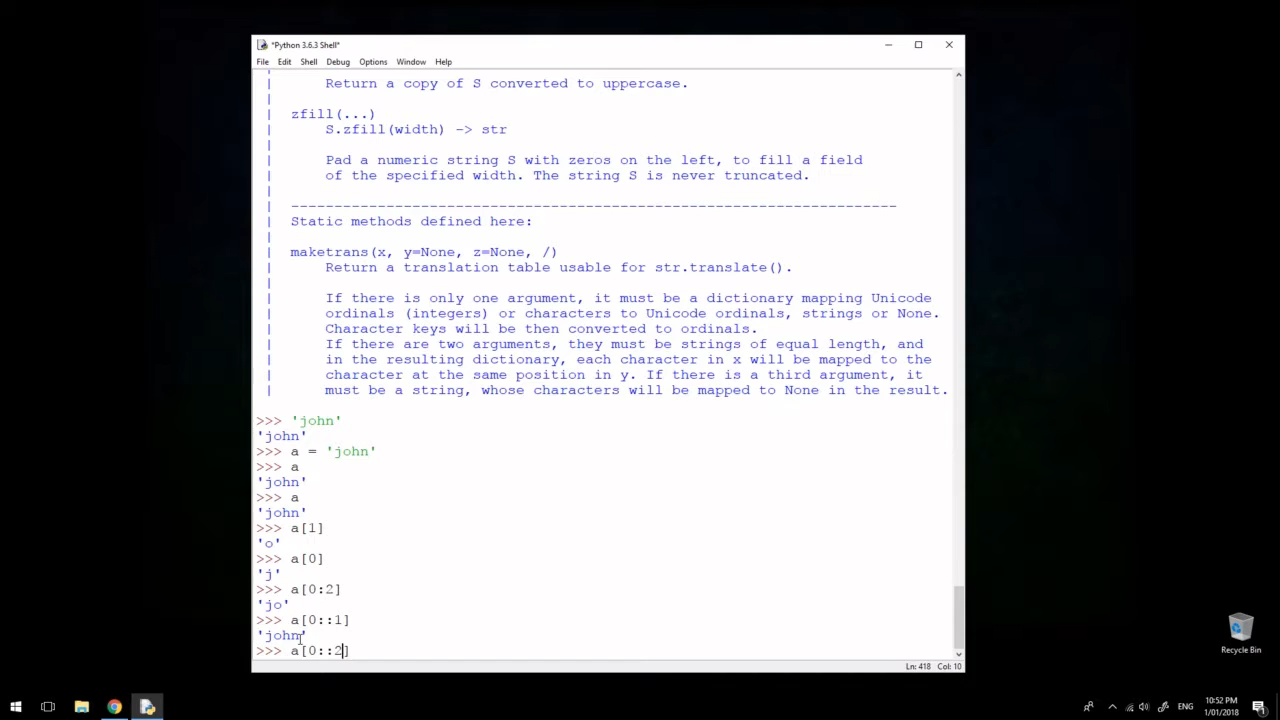 *Python 3.6.3 Shell*
File Edit Shell Debug Options Window Help
|
| Return a copy of S converted to uppercase.
|
| zfill(...)
| S.zfill(width) -> str
|
| Pad a numeric string S with zeros on the left, to fill a field
| of the specified width. The string S is never truncated.
|
| ----------------------------------------------------------------------
| Static methods defined here:
|
| maketrans(x, y=None, z=None, /)
| Return a translation table usable for str.translate().
|
| If there is only one argument, it must be a dictionary mapping Unicode
| ordinals (integers) or characters to Unicode ordinals, strings or None.
| Character keys will be then converted to ordinals.
| If there are two arguments, they must be strings of equal length, and
| in the resulting dictionary, each character in x will be mapped to the
| character at the same position in y. If there is a third argument, it
| must be a string, whose characters will be mapped to None in the result.
>>> 'john'
'john'
>>> a = 'john'
>>> a
'john'
>>> a
'john'
>>> a[1]
'o'
>>> a[0]
'j'
>>> a[0:2]
'jo'
>>> a[0::1]
'john'
>>> a[0::2]
Ln: 418 Col: 10
Recycle Bin
ENG
10:52 PM
1/01/2018